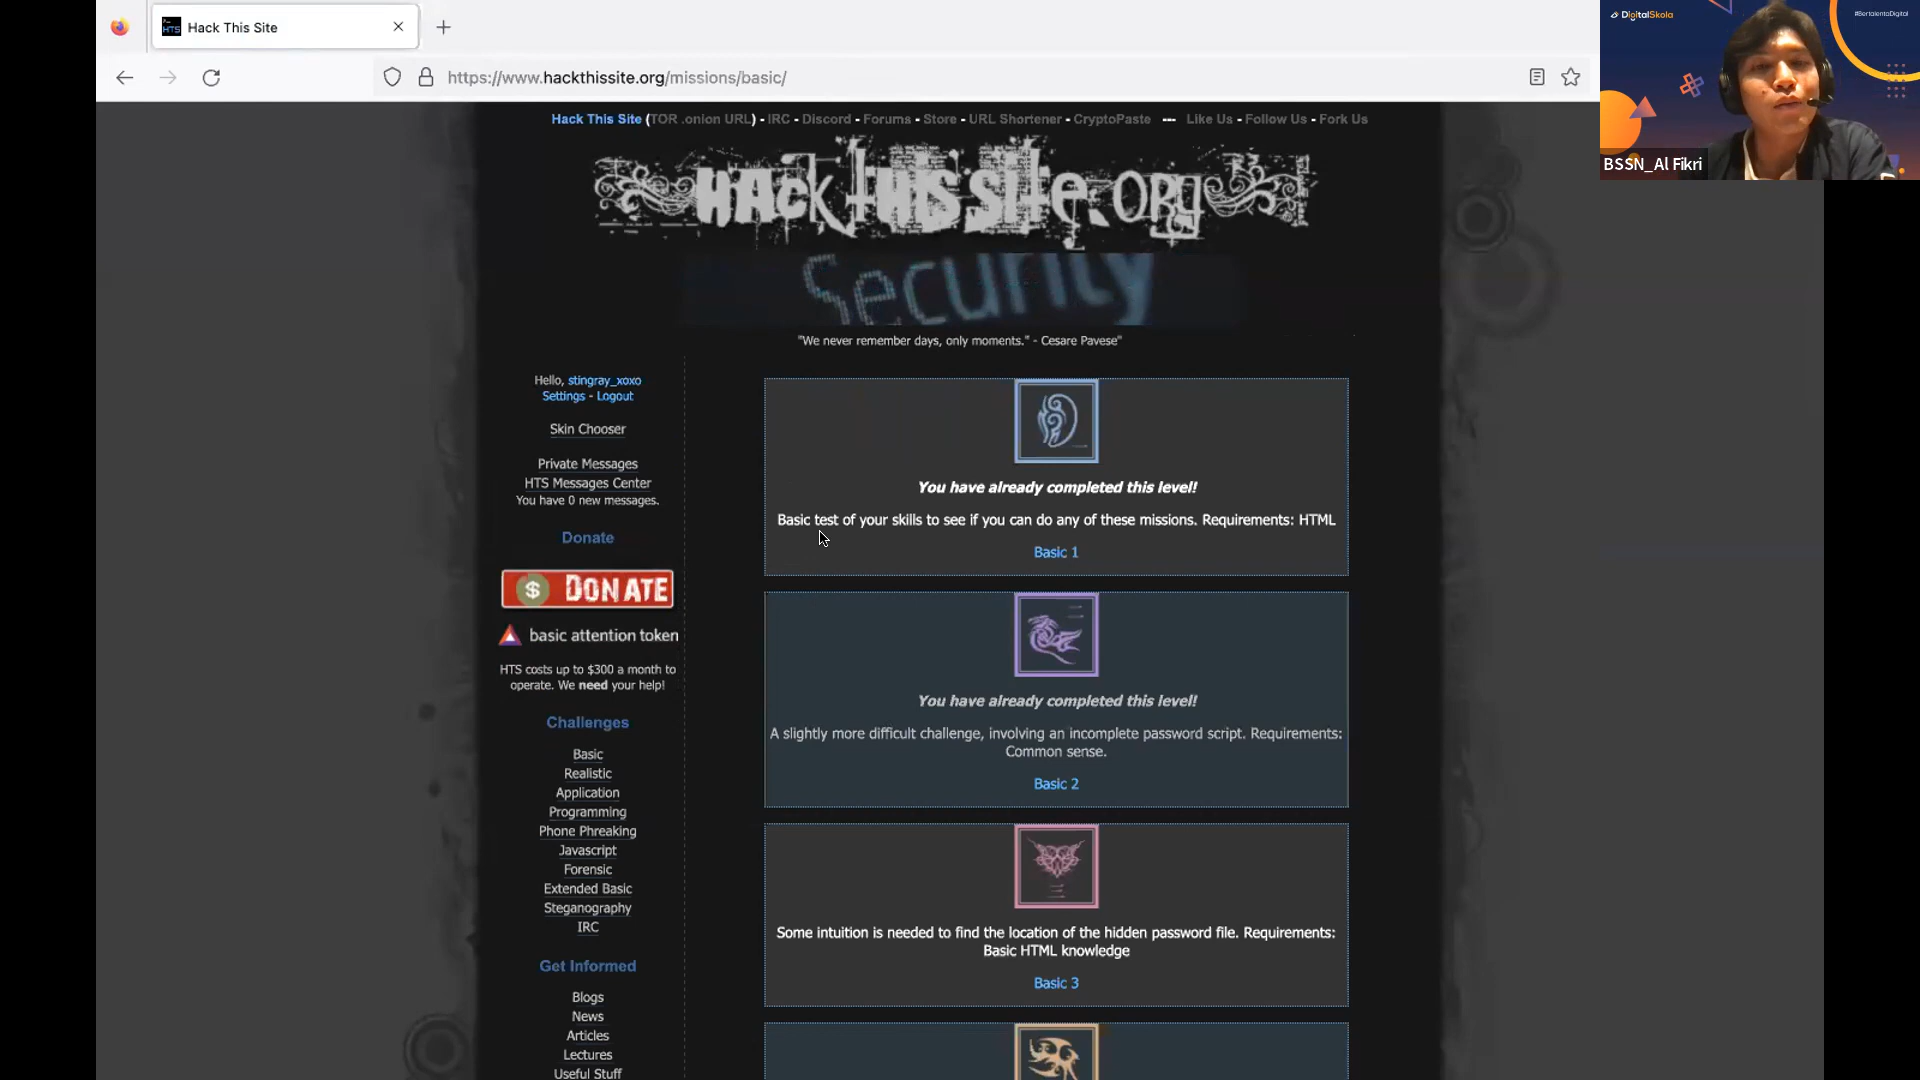 Hack This Site
https://www.hackthissite.org/missions/basic/
DigitalSkola
#BertalentaDigital
BSSN_Al Fikri
Hack This Site (TOR .onion URL) - IRC - Discord - Forums - Store - URL Shortener - CryptoPaste --- Like Us - Follow Us - Fork Us
HACK THIS SITE.ORG
Security
"We never remember days, only moments." - Cesare Pavese"
Hello, stingray_xoxo
Settings - Logout
Skin Chooser
Private Messages
HTS Messages Center
You have 0 new messages.
Donate
$ DONATE
basic attention token
HTS costs up to $300 a month to
operate. We need your help!
Challenges
Basic
Realistic
Application
Programming
Phone Phreaking
Javascript
Forensic
Extended Basic
Steganography
IRC
Get Informed
Blogs
News
Articles
Lectures
Useful Stuff
You have already completed this level!
Basic test of your skills to see if you can do any of these missions. Requirements: HTML
Basic 1
You have already completed this level!
A slightly more difficult challenge, involving an incomplete password script. Requirements:
Common sense.
Basic 2
Some intuition is needed to find the location of the hidden password file. Requirements:
Basic HTML knowledge
Basic 3